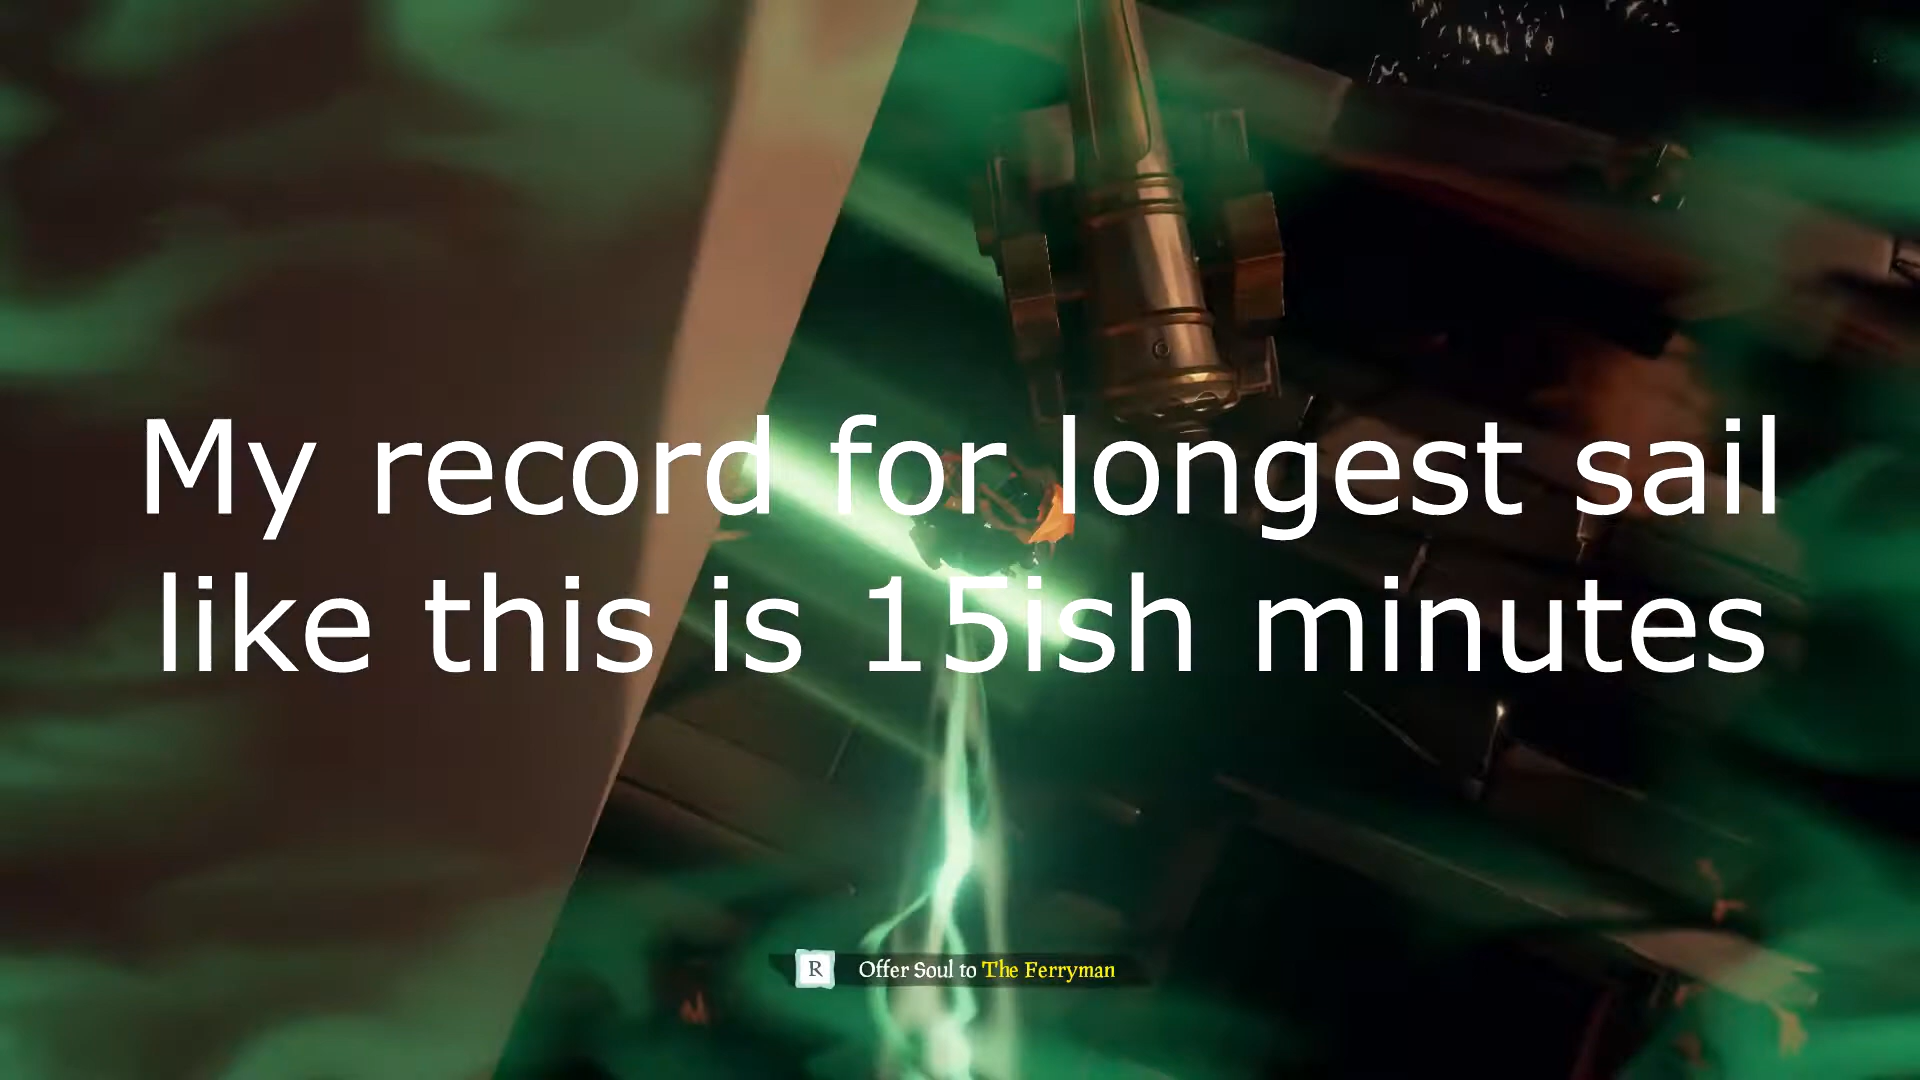 My record for longest sail
like this is 15ish minutes
R Offer Soul to The Ferryman